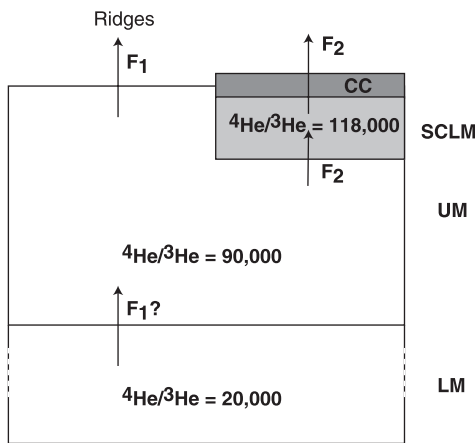 Ridges
F₁
F₂
CC
⁴He/³He = 118,000
SCLM
F₂
UM
⁴He/³He = 90,000
F₁?
LM
⁴He/³He = 20,000